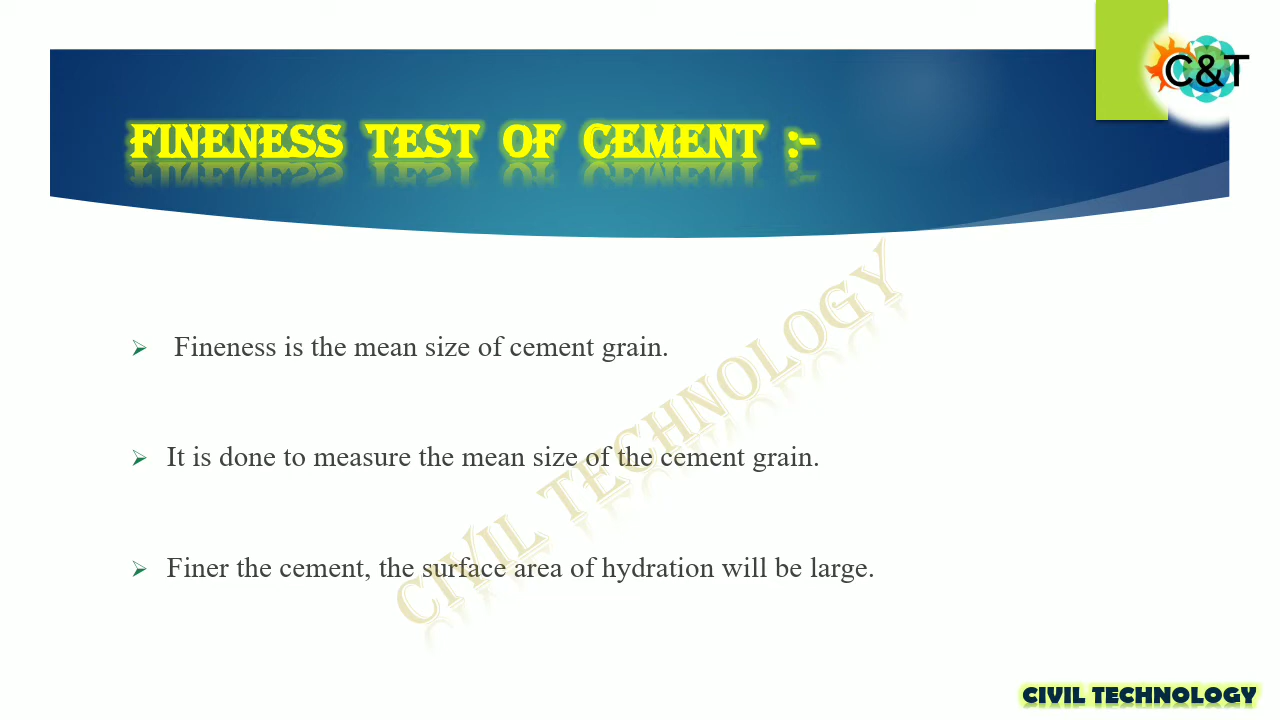 C&T
FINENESS TEST OF CEMENT :-
Fineness is the mean size of cement grain.
It is done to measure the mean size of the cement grain.
Finer the cement, the surface area of hydration will be large.
CIVIL TECHNOLOGY
CIVIL TECHNOLOGY